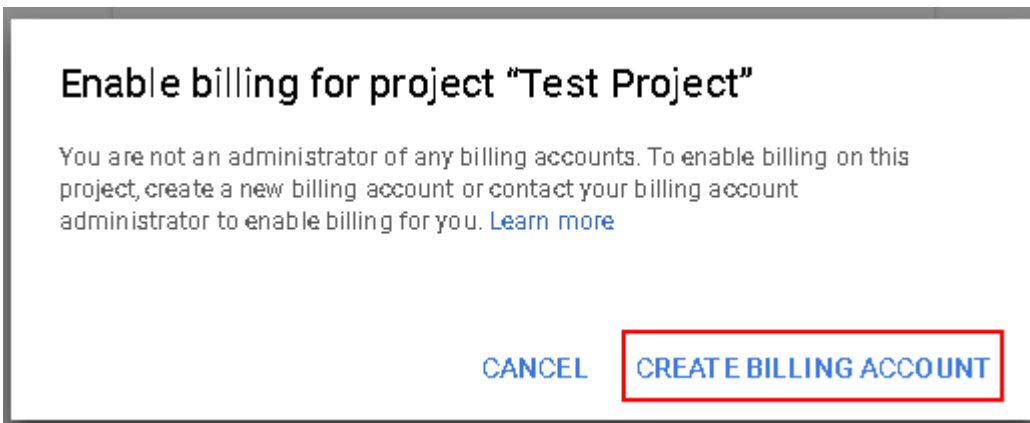 Enable billing for project “Test Project”
You are not an administrator of any billing accounts. To enable billing on this
project, create a new billing account or contact your billing account
administrator to enable billing for you. Learn more
CANCEL CREATE BILLING ACCOUNT